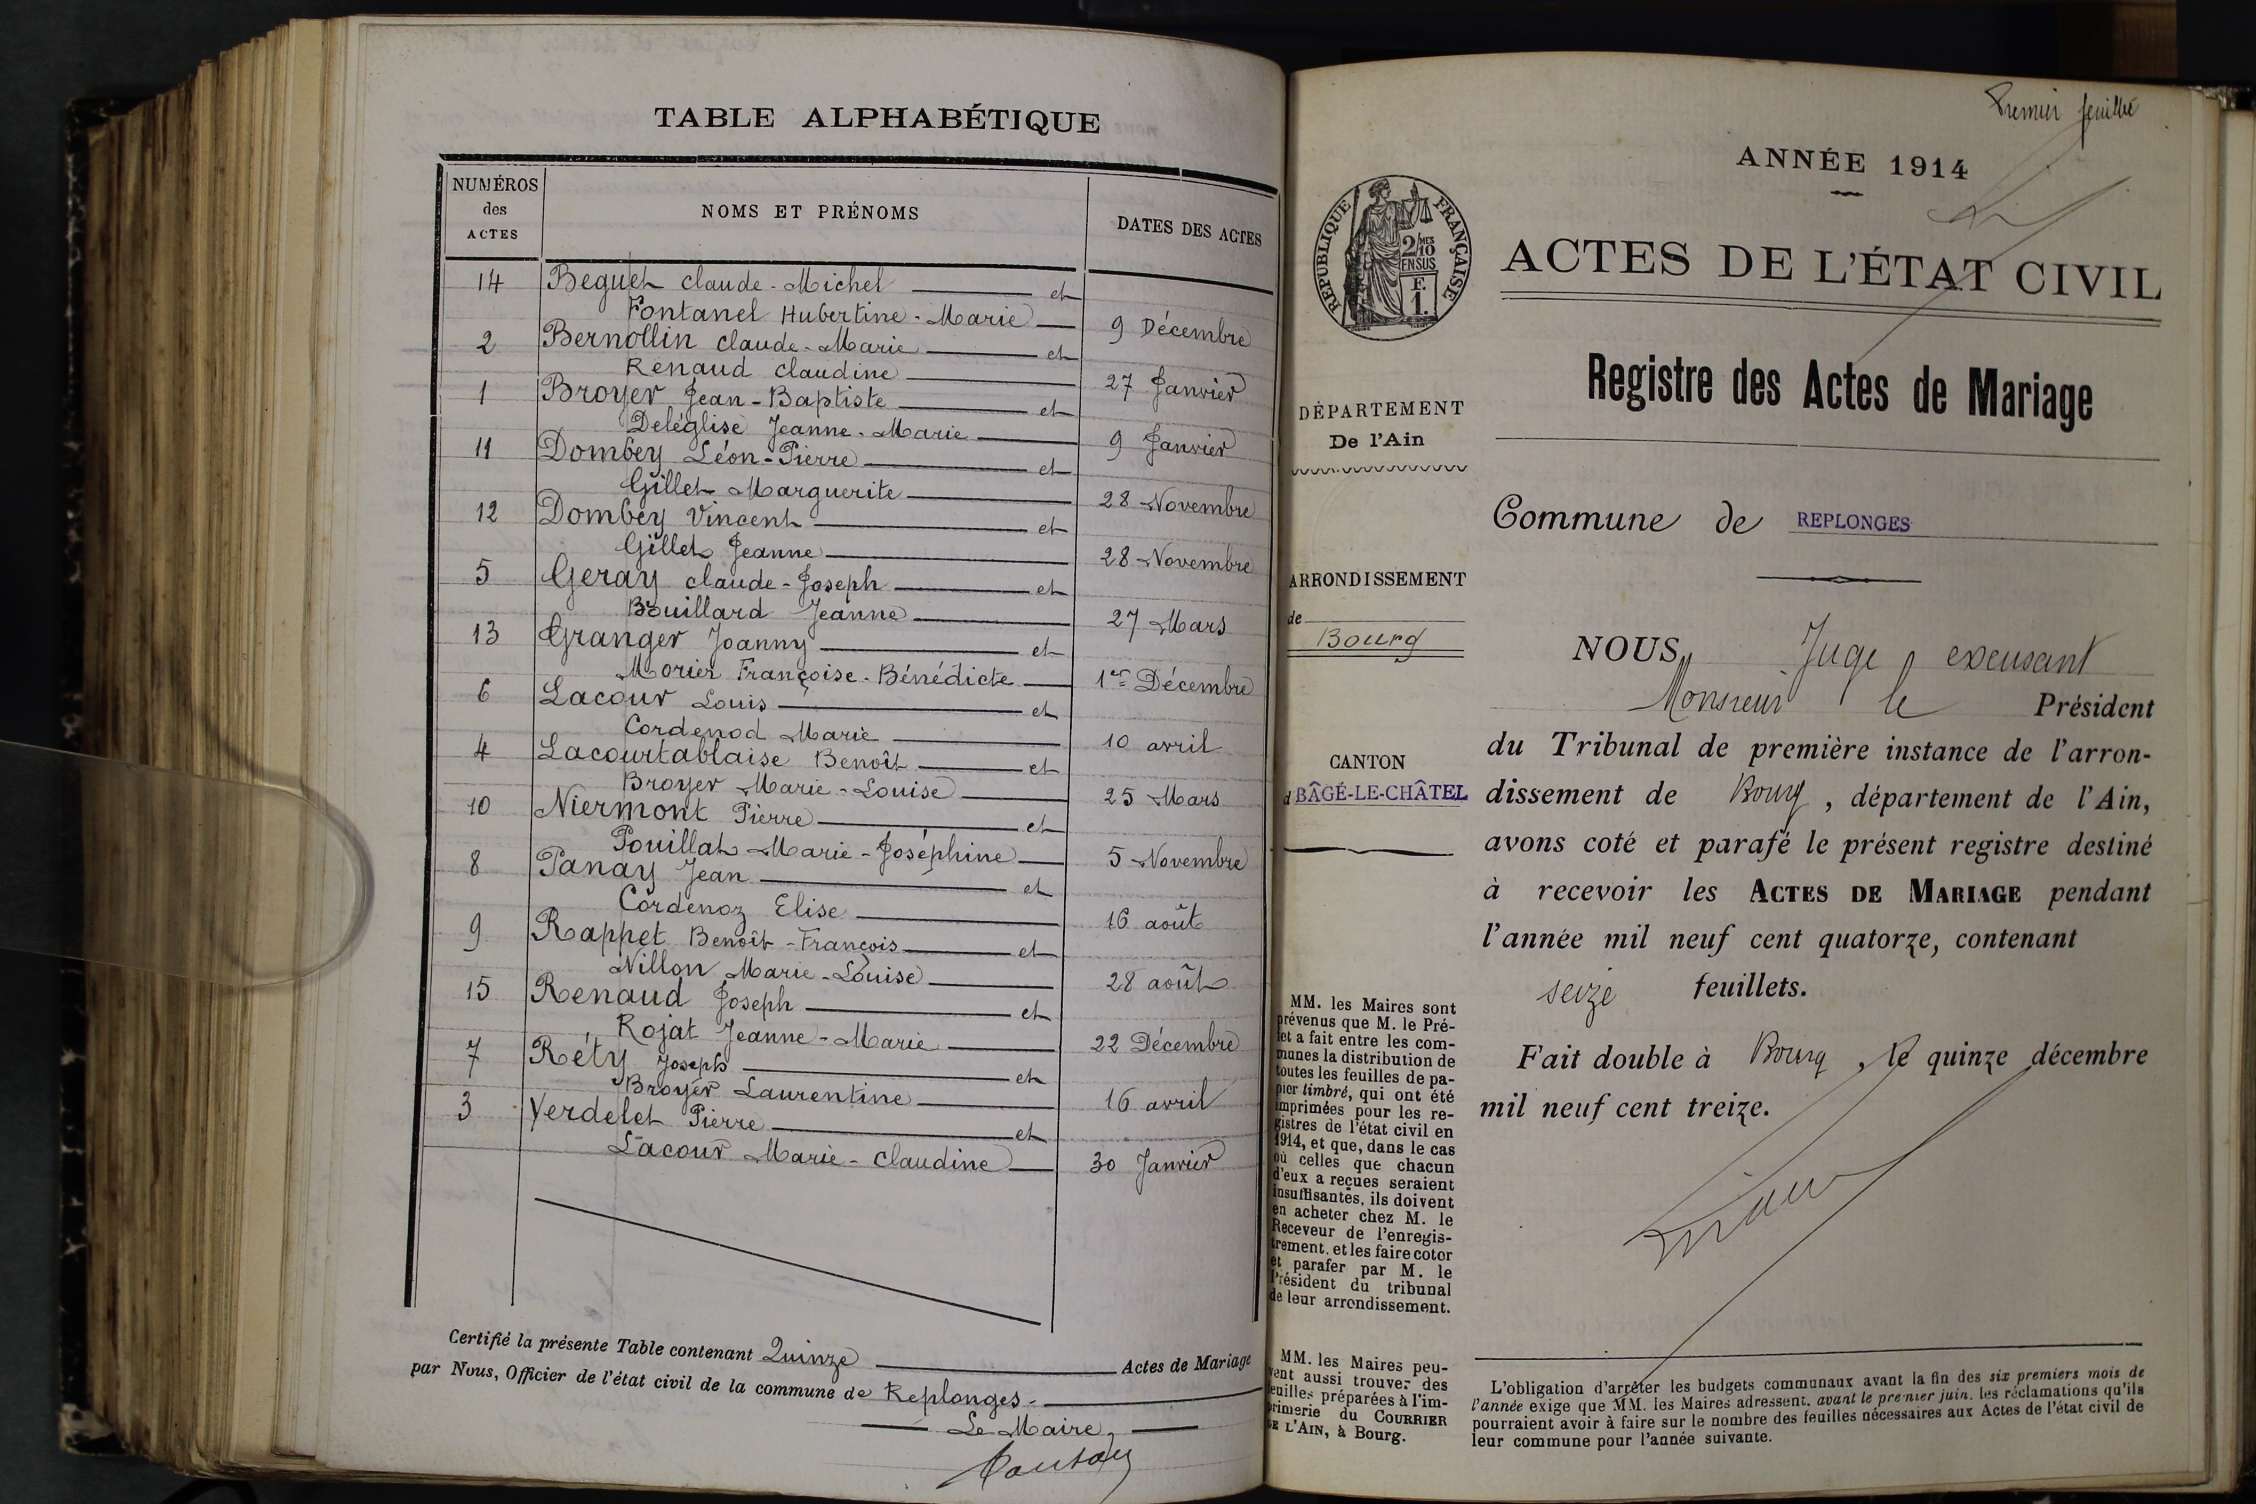 TABLE ALPHABÉTIQUE
NUMÉROS
des
ACTES
NOMS ET PRÉNOMS
DATES DES ACTES
14 Beguet Claude-Michel et
Fontanel Hubertine-Marie 9 Décembre
2 Bernollin Claude-Marie et
Renaud Claudine 27 Janvier
1 Broyer Jean-Baptiste et
Deléglise Jeanne-Marie 9 Janvier
11 Dombey Léon-Pierre et
Gillet Marguerite 28 Novembre
12 Dombey Vincent et
Gillet Jeanne 28 Novembre
5 Geray Claude-Joseph et
Bouillard Jeanne 27 Mars
13 Granger Joanny et
Morier Françoise-Bénédicte 1er Décembre
6 Lacour Louis et
Cordenod Marie 10 avril
4 Lacourtablaise Benoît et
Broyer Marie-Louise 25 Mars
10 Niermont Pierre et
Pouillat Marie-Joséphine 5 Novembre
8 Panay Jean et
Cordenoz Elise 16 août
9 Rappet Benoît-François et
Nillon Marie-Louise 28 août
15 Renaud Joseph et
Rojat Jeanne-Marie 22 Décembre
7 Réty Joseph et
Broyer Laurentine 16 avril
3 Verdelet Pierre et
Lacour Marie-Claudine 30 Janvier
Certifié la présente Table contenant Quinze Actes de Mariage
par Nous, Officier de l'état civil de la commune de Replonges.
Le Maire,
Premier feuillet
ANNÉE 1914
RÉPUBLIQUE FRANÇAISE
2/10MES
EN SUS
F.
1.
ACTES DE L'ÉTAT CIVIL
Registre des Actes de Mariage
DÉPARTEMENT
De l'Ain
Commune de REPLONGES
ARRONDISSEMENT
de
Bourg
CANTON
d BÂGÉ-LE-CHÂTEL
NOUS, Juge excusant
Monsieur le Président
du Tribunal de première instance de l'arron-
dissement de Bourg, département de l'Ain,
avons coté et parafé le présent registre destiné
à recevoir les ACTES DE MARIAGE pendant
l'année mil neuf cent quatorze, contenant
seize feuillets.
Fait double à Bourg, le quinze décembre
mil neuf cent treize.
MM. les Maires sont
prévenus que M. le Pré-
fet a fait entre les com-
munes la distribution de
toutes les feuilles de pa-
pier timbré, qui ont été
imprimées pour les re-
gistres de l'état civil en
1914, et que, dans le cas
où celles que chacun
d'eux a reçues seraient
insuffisantes, ils doivent
en acheter chez M. le
Receveur de l'enregis-
trement, et les faire coter
et parafer par M. le
Président du tribunal
de leur arrondissement.
MM. les Maires peu-
vent aussi trouver des
feuilles préparées à l'im-
primerie du COURRIER
DE L'AIN, à Bourg.
L'obligation d'arrêter les budgets communaux avant la fin des six premiers mois de
l'année exige que MM. les Maires adressent, avant le premier juin, les réclamations qu'ils
pourraient avoir à faire sur le nombre des feuilles nécessaires aux Actes de l'état civil de
leur commune pour l'année suivante.